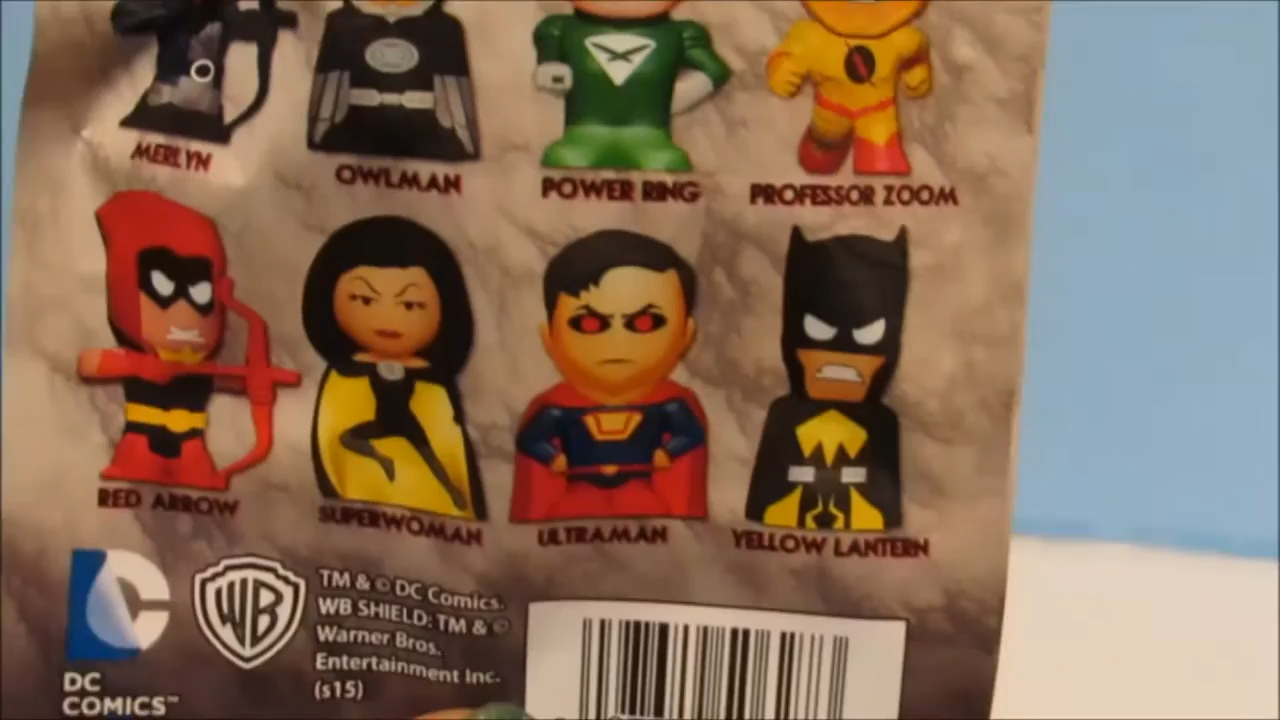 MERLYN
OWLMAN
POWER RING
PROFESSOR ZOOM
RED ARROW
SUPERWOMAN
ULTRAMAN
YELLOW LANTERN
DC
COMICS™
WB
TM & © DC Comics.
WB SHIELD: TM & ©
Warner Bros.
Entertainment Inc.
(s15)